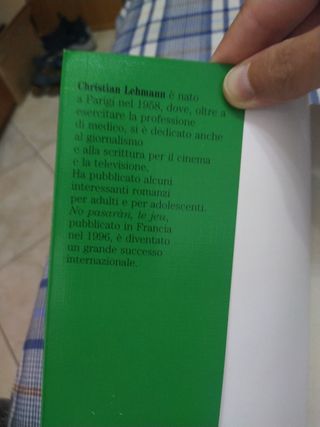 Christian Lehmann è nato
a Parigi nel 1958, dove, oltre a
esercitare la professione
di medico, si è dedicato anche
al giornalismo
e alla scrittura per il cinema
e la televisione.
Ha pubblicato alcuni
interessanti romanzi
per adulti e per adolescenti.
No pasaràn, le jeu,
pubblicato in Francia
nel 1996, è diventato
un grande successo
internazionale.